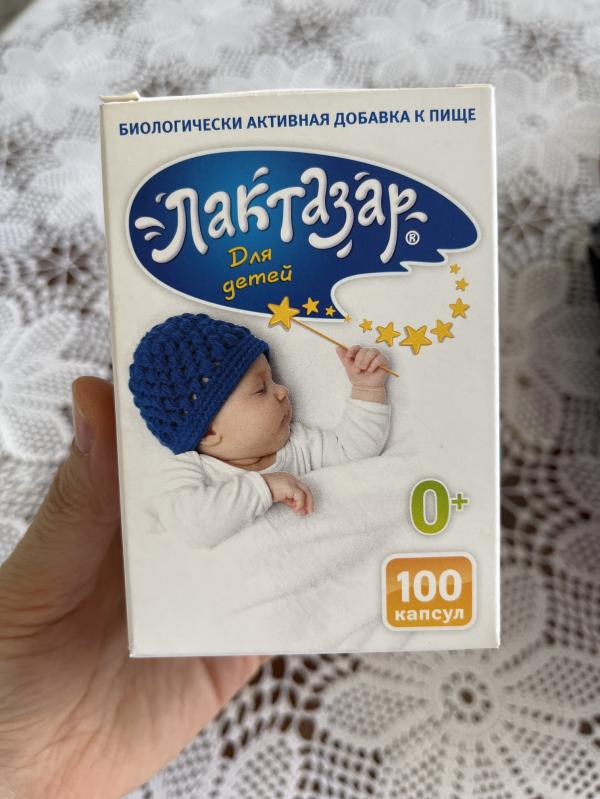 БИОЛОГИЧЕСКИ АКТИВНАЯ ДОБАВКА К ПИЩЕ
Лактазар®
Для
детей
0+
100
капсул